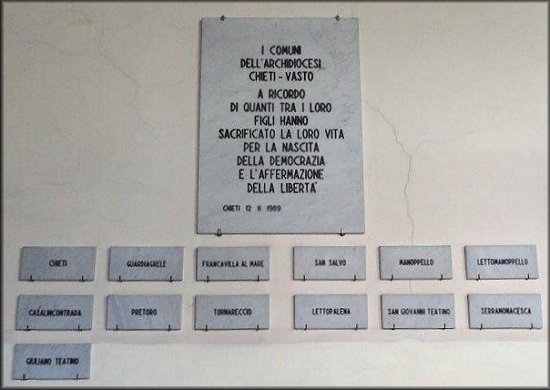 I COMUNI
DELL'ARCHIDIOCESI
CHIETI - VASTO
A RICORDO
DI QUANTI TRA I LORO
FIGLI HANNO
SACRIFICATO LA LORO VITA
PER LA NASCITA
DELLA DEMOCRAZIA
E L'AFFERMAZIONE
DELLA LIBERTA'
CHIETI 12 11 1989
CHIETI
GUARDIAGRELE
FRANCAVILLA AL MARE
SAN SALVO
MANOPPELLO
LETTOMANOPPELLO
CASALINCONTRADA
PRETORO
TORNARECCIO
LETTOPALENA
SAN GIOVANNI TEATINO
SERRAMONACESCA
GIULIANO TEATINO